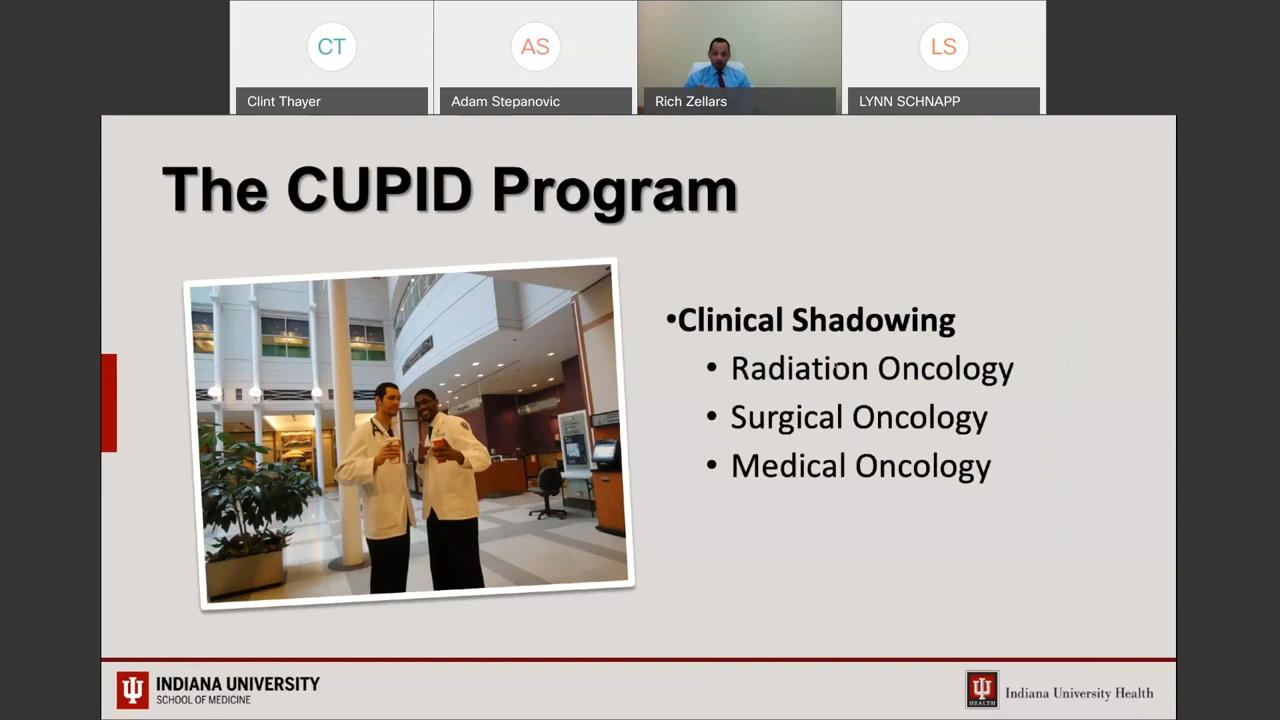 CT
AS
LS
Clint Thayer
Adam Stepanovic
Rich Zellars
LYNN SCHNAPP
The CUPID Program
•Clinical Shadowing
• Radiation Oncology
• Surgical Oncology
• Medical Oncology
INDIANA UNIVERSITY
SCHOOL OF MEDICINE
HEALTH
Indiana University Health